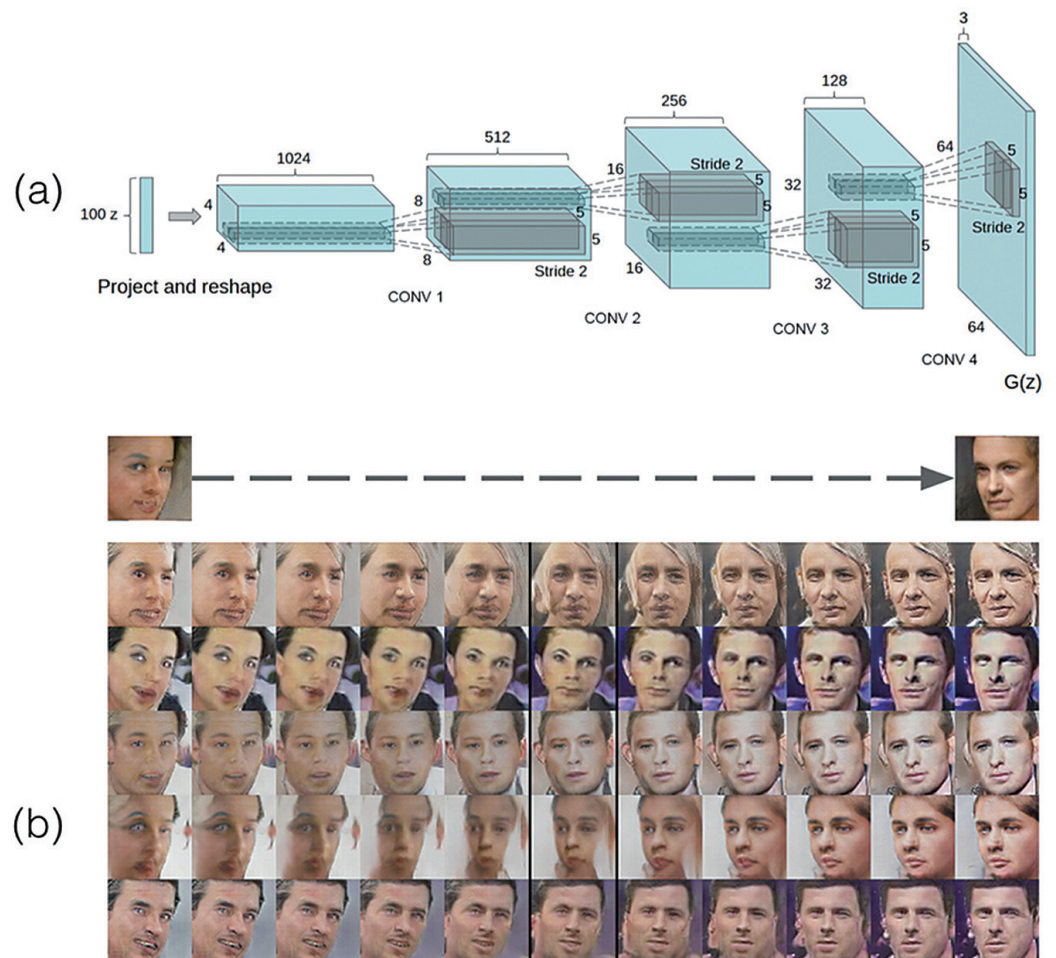 (a)
100 z
Project and reshape
1024
4
4
512
8
8
5
5
Stride 2
CONV 1
256
16
16
Stride 2
5
5
CONV 2
128
32
32
5
5
Stride 2
CONV 3
3
64
64
5
5
Stride 2
CONV 4
G(z)
(b)